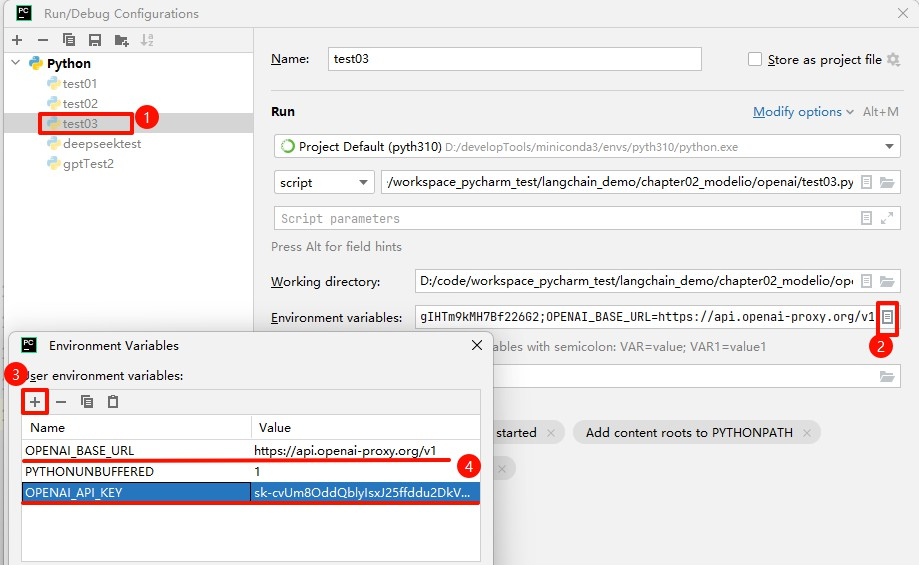 PC Run/Debug Configurations
Python
test01
test02
test03
1
deepseektest
gptTest2
Name: test03
Store as project file
Run
Modify options Alt+M
Project Default (pyth310) D:/developTools/miniconda3/envs/pyth310/python.exe
script /workspace_pycharm_test/langchain_demo/chapter02_modelio/openai/test03.py
Script parameters
Press Alt for field hints
Working directory: D:/code/workspace_pycharm_test/langchain_demo/chapter02_modelio/ope
Environment variables: gIHTm9kMH7Bf226G2;OPENAI_BASE_URL=https://api.openai-proxy.org/v1
2
ables with semicolon: VAR=value; VAR1=value1
started
Add content roots to PYTHONPATH
PC Environment Variables
3
User environment variables:
Name Value
OPENAI_BASE_URL https://api.openai-proxy.org/v1
4
PYTHONUNBUFFERED 1
OPENAI_API_KEY sk-cvUm8OddQblyIsxJ25ffddu2DkV...